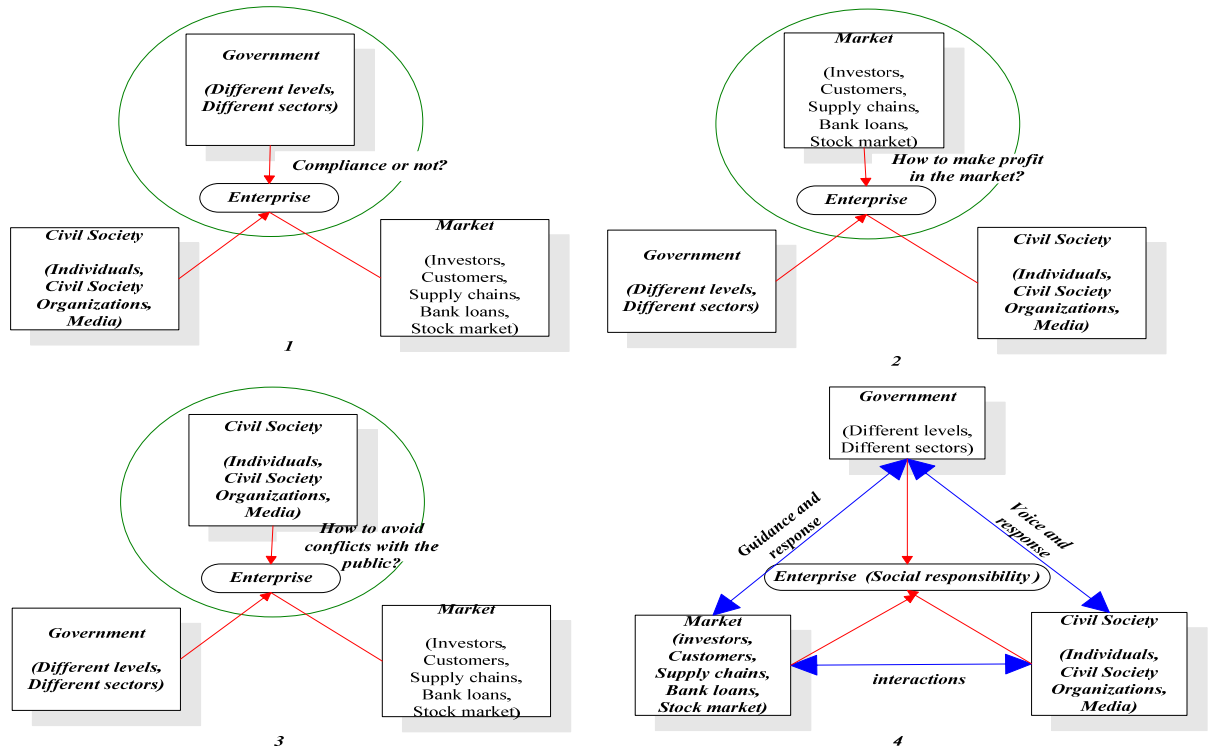 Government
(Different levels,
Different sectors)
Compliance or not?
Enterprise
Civil Society
(Individuals,
Civil Society
Organizations,
Media)
Market
(Investors,
Customers,
Supply chains,
Bank loans,
Stock market)
1
Market
(Investors,
Customers,
Supply chains,
Bank loans,
Stock market)
How to make profit
in the market?
Enterprise
Government
(Different levels,
Different sectors)
Civil Society
(Individuals,
Civil Society
Organizations,
Media)
2
Civil Society
(Individuals,
Civil Society
Organizations,
Media)
How to avoid
conflicts with the
public?
Enterprise
Government
(Different levels,
Different sectors)
Market
(Investors,
Customers,
Supply chains,
Bank loans,
Stock market)
3
Government
(Different levels,
Different sectors)
Guidance and
response
Voice and
response
Enterprise (Social responsibility )
Market
(investors,
Customers,
Supply chains,
Bank loans,
Stock market)
interactions
Civil Society
(Individuals,
Civil Society
Organizations,
Media)
4